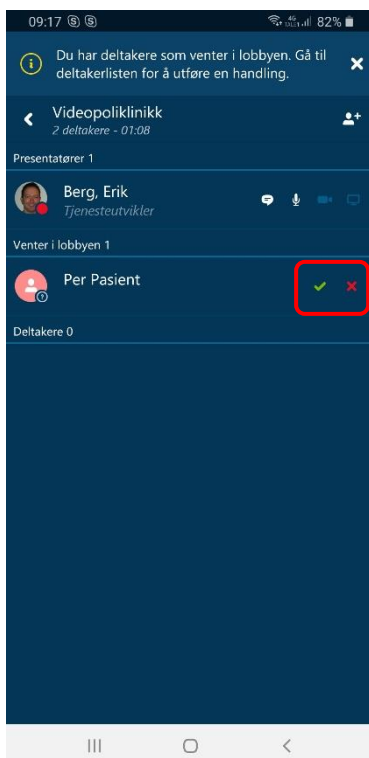 09:17 S S 4G 82%
Du har deltakere som venter i lobbyen. Gå til
deltakerlisten for å utføre en handling.
Videopoliklinikk
2 deltakere - 01:08
Presentatører 1
Berg, Erik
Tjenesteutvikler
Venter i lobbyen 1
Per Pasient
Deltakere 0